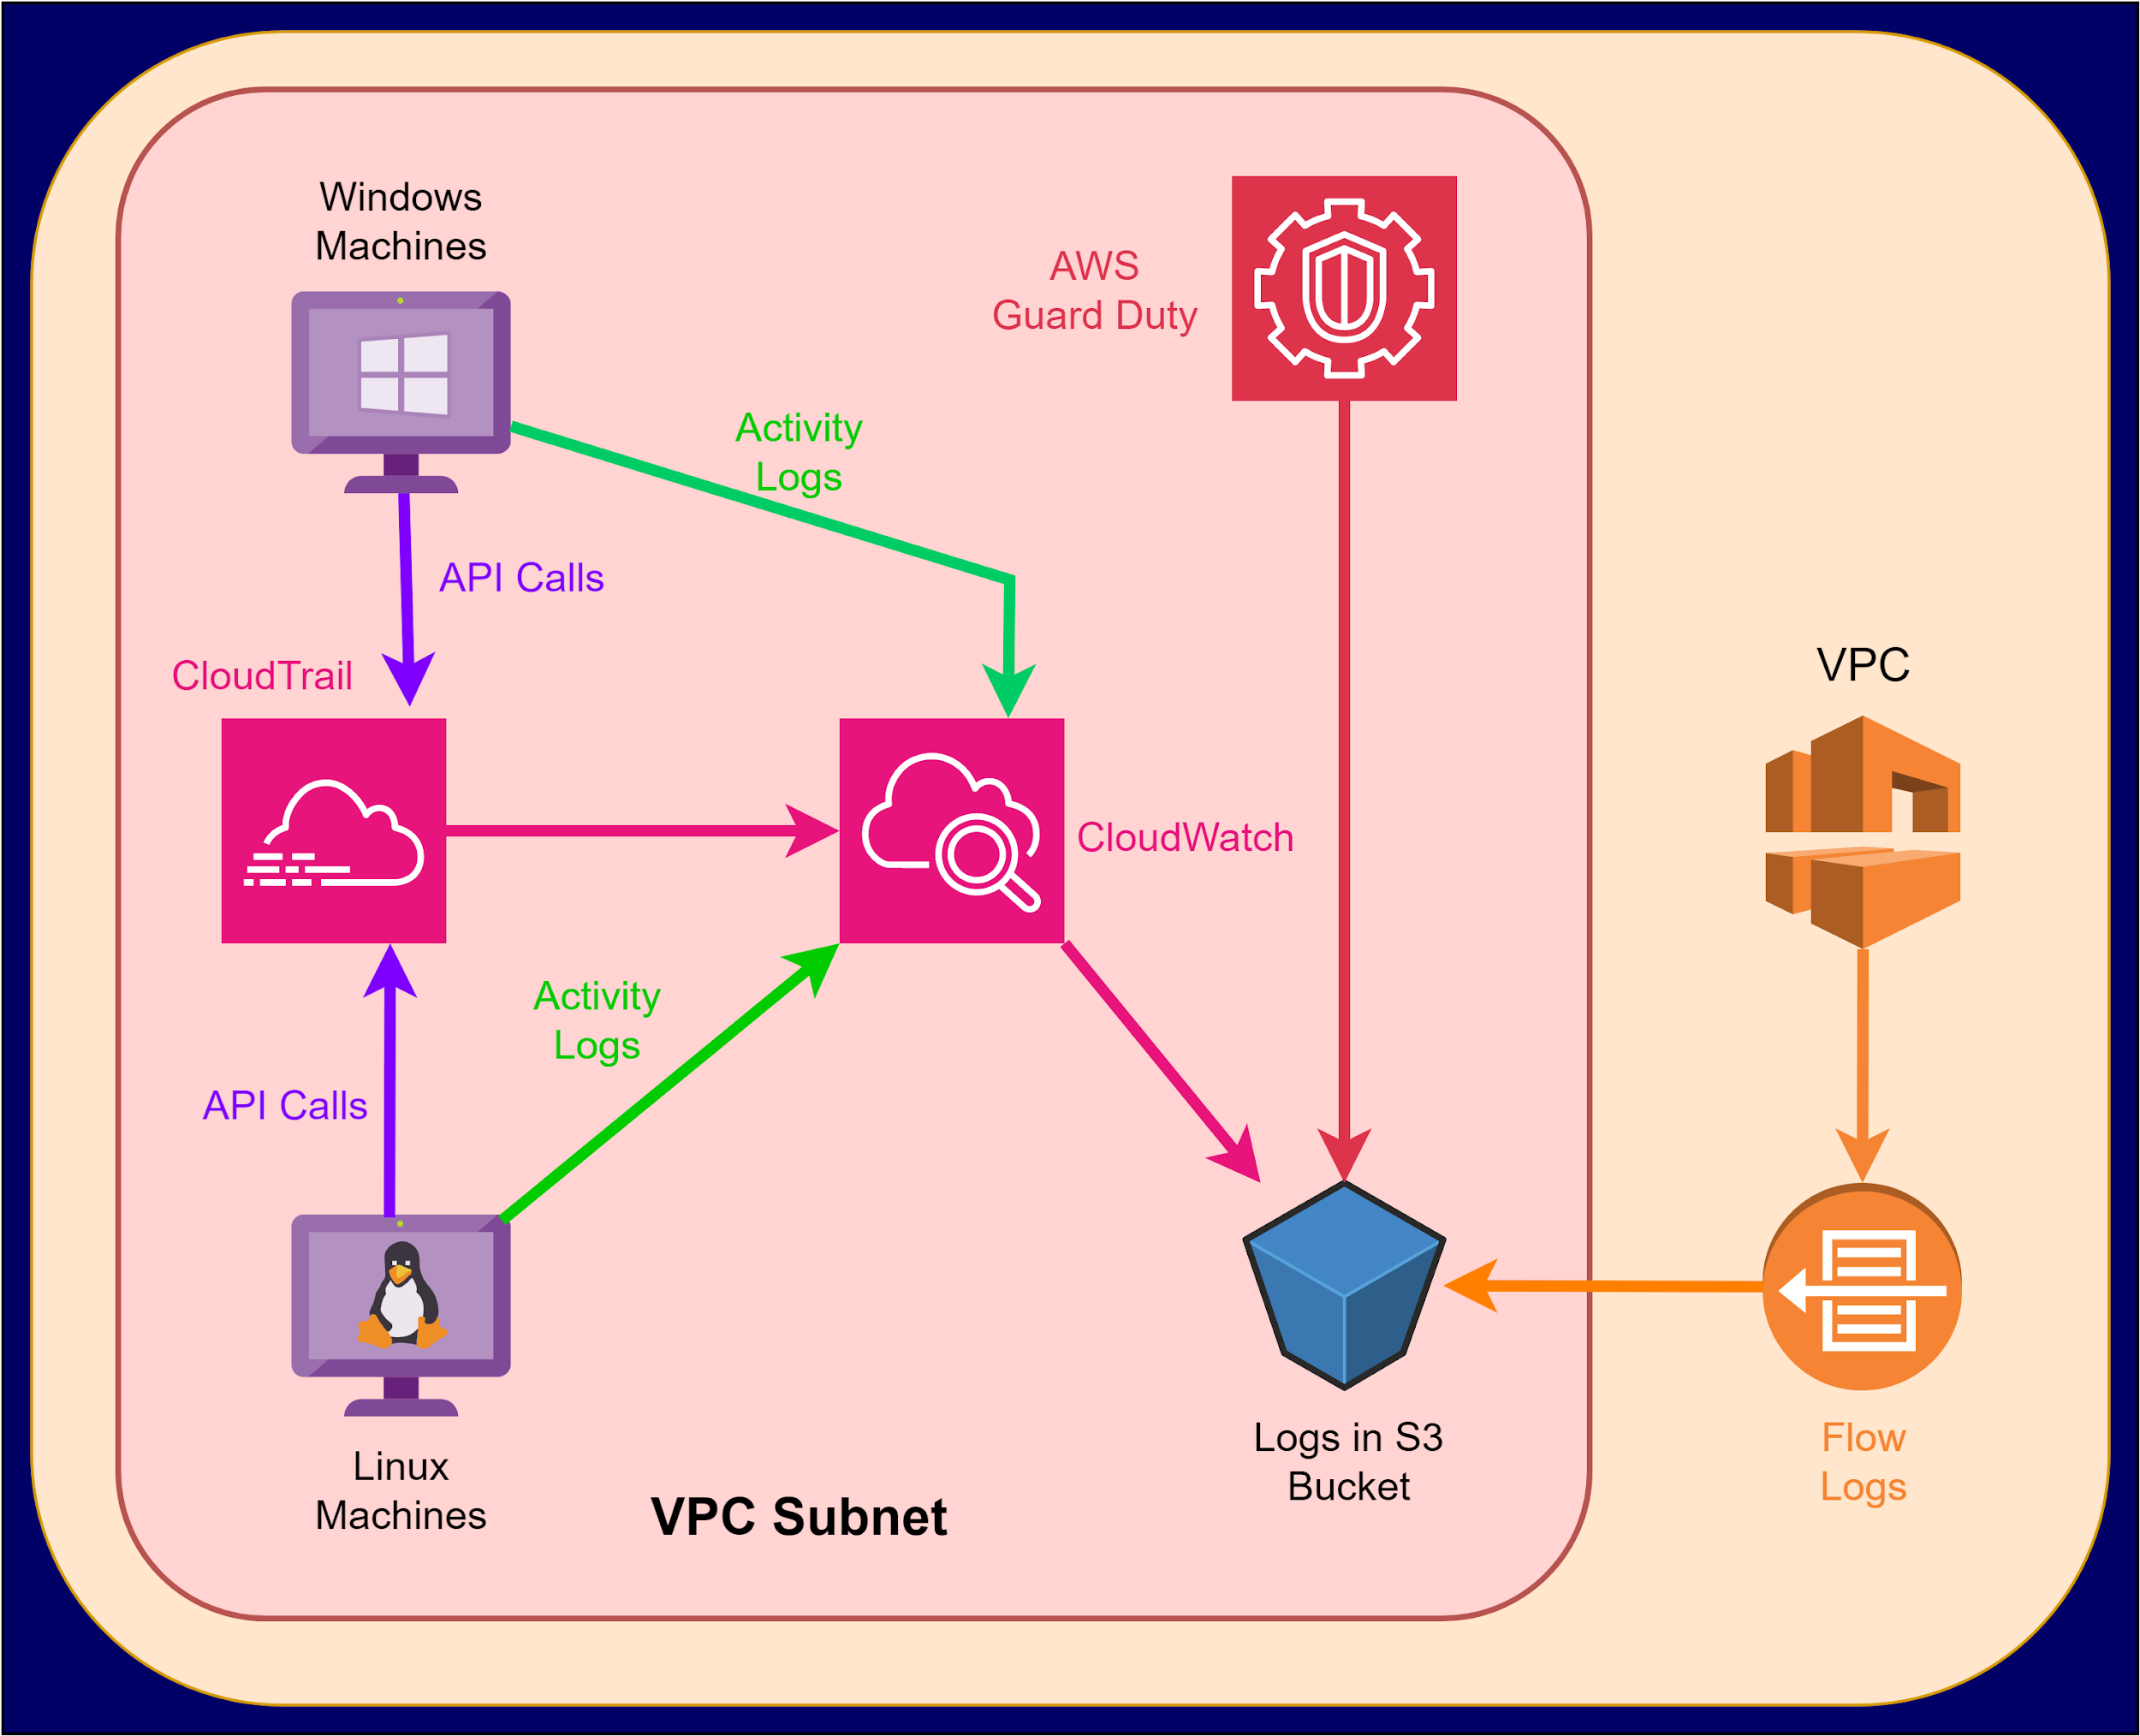 Windows
Machines
AWS
Guard Duty
Activity
Logs
API Calls
CloudTrail
VPC
CloudWatch
Activity
Logs
API Calls
Logs in S3
Bucket
Flow
Logs
Linux
Machines
VPC Subnet